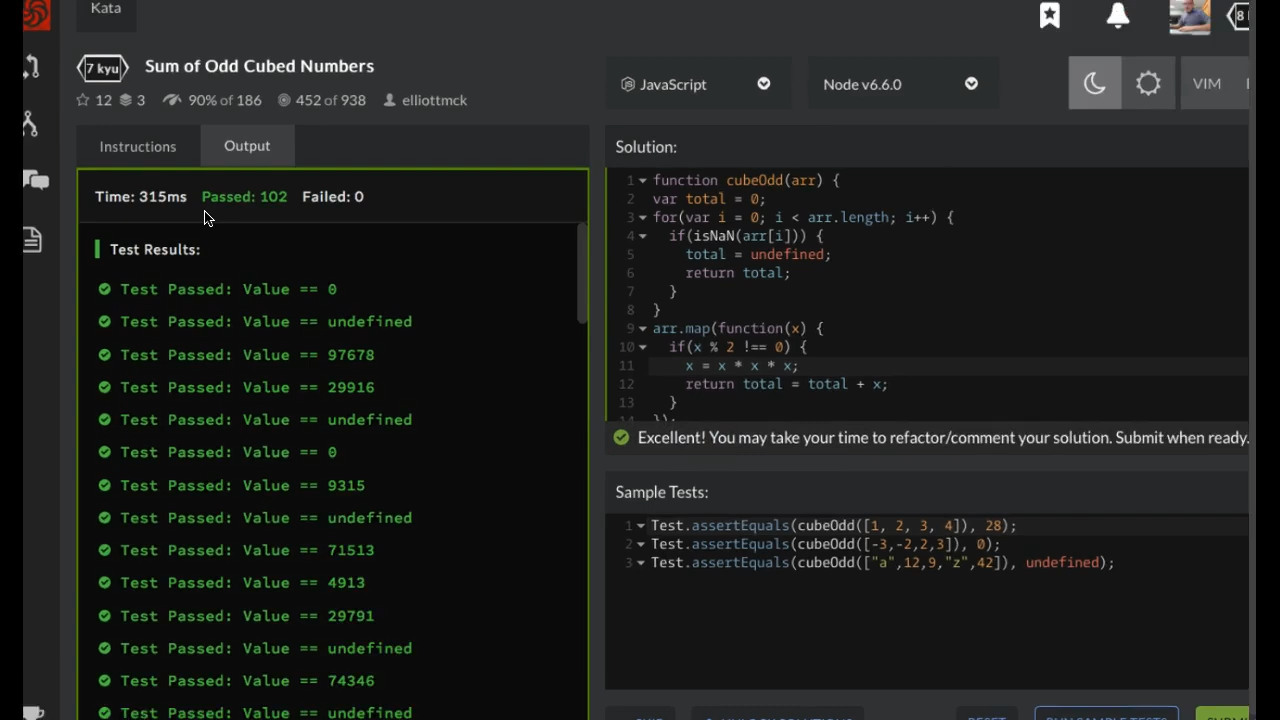 Kata
8
7 kyu
Sum of Odd Cubed Numbers
12 3 90% of 186 452 of 938 elliottmck
JavaScript
Node v6.6.0
VIM
Instructions
Output
Time: 315ms Passed: 102 Failed: 0
Test Results:
Test Passed: Value == 0
Test Passed: Value == undefined
Test Passed: Value == 97678
Test Passed: Value == 29916
Test Passed: Value == undefined
Test Passed: Value == 0
Test Passed: Value == 9315
Test Passed: Value == undefined
Test Passed: Value == 71513
Test Passed: Value == 4913
Test Passed: Value == 29791
Test Passed: Value == undefined
Test Passed: Value == 74346
Test Passed: Value == undefined
Solution:
1 function cubeOdd(arr) {
2 var total = 0;
3 for(var i = 0; i < arr.length; i++) {
4 if(isNaN(arr[i])) {
5 total = undefined;
6 return total;
7 }
8 }
9 arr.map(function(x) {
10 if(x % 2 !== 0) {
11 x = x * x * x;
12 return total = total + x;
13 }
14 });
Excellent! You may take your time to refactor/comment your solution. Submit when ready.
Sample Tests:
1 Test.assertEquals(cubeOdd([1, 2, 3, 4]), 28);
2 Test.assertEquals(cubeOdd([-3,-2,2,3]), 0);
3 Test.assertEquals(cubeOdd(["a",12,9,"z",42]), undefined);
RESET
RUN SAMPLE TESTS